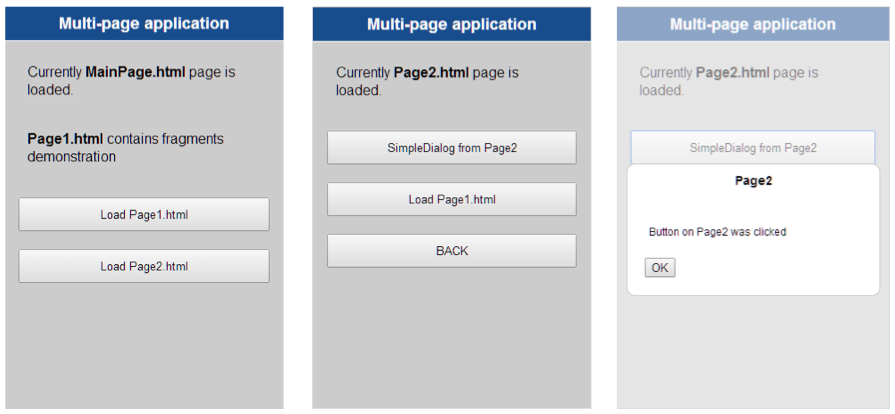 Multi-page application
Currently MainPage.html page is
loaded.
Page1.html contains fragments
demonstration
Load Page1.html
Load Page2.html
Multi-page application
Currently Page2.html page is
loaded.
SimpleDialog from Page2
Load Page1.html
BACK
Multi-page application
Currently Page2.html page is
loaded.
SimpleDialog from Page2
Page2
Button on Page2 was clicked
OK